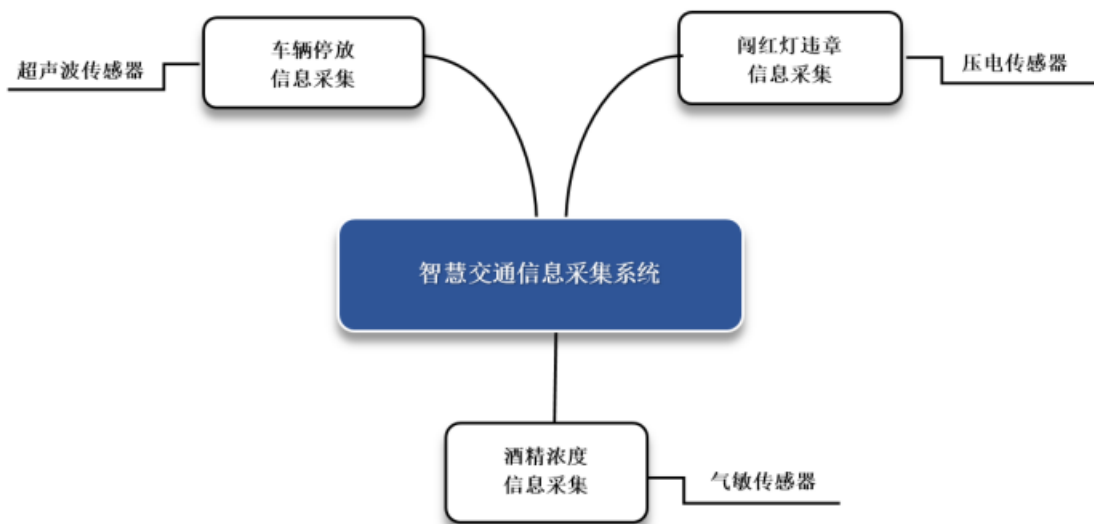 超声波传感器
车辆停放
信息采集
闯红灯违章
信息采集
压电传感器
智慧交通信息采集系统
酒精浓度
信息采集
气敏传感器